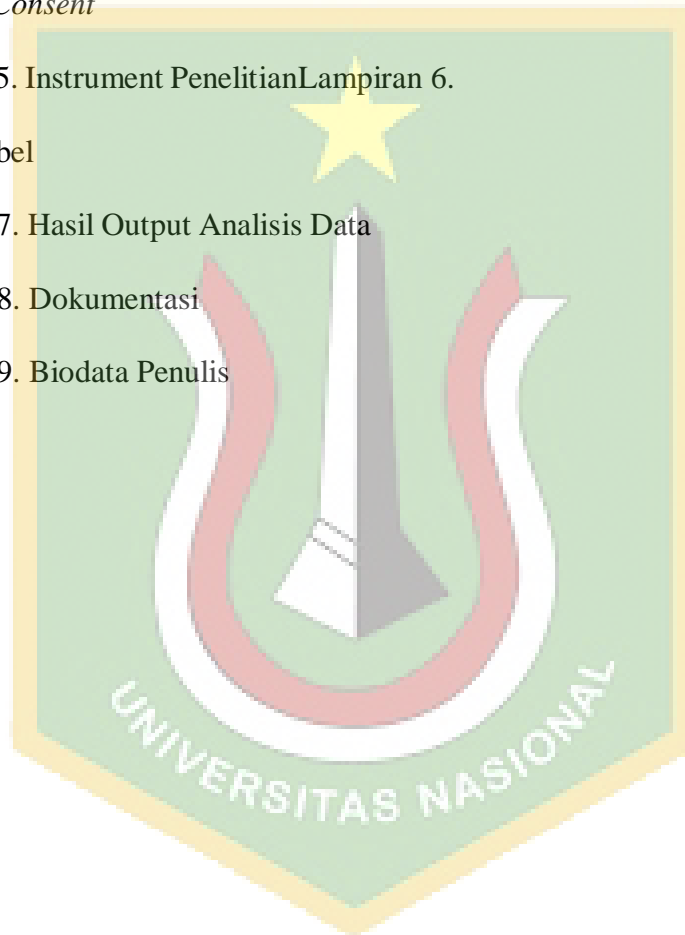 Consent
5. Instrument PenelitianLampiran 6.
bel
7. Hasil Output Analisis Data
8. Dokumentasi
9. Biodata Penulis
UNIVERSITAS NASIONAL